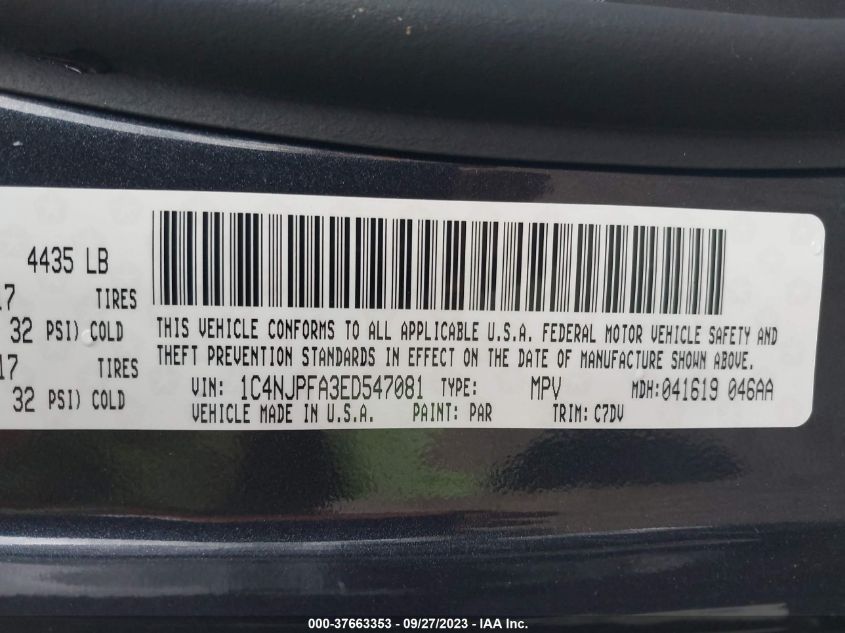 4435 LB
17 TIRES
32 PSI) COLD
17 TIRES
32 PSI) COLD
THIS VEHICLE CONFORMS TO ALL APPLICABLE U.S.A. FEDERAL MOTOR VEHICLE SAFETY AND
THEFT PREVENTION STANDARDS IN EFFECT ON THE DATE OF MANUFACTURE SHOWN ABOVE.
VIN: 1C4NJPFA3ED547081 TYPE: MPV MDH:041619 046AA
VEHICLE MADE IN U.S.A. PAINT: PAR TRIM: C7DV
000-37663353 - 09/27/2023 - IAA Inc.